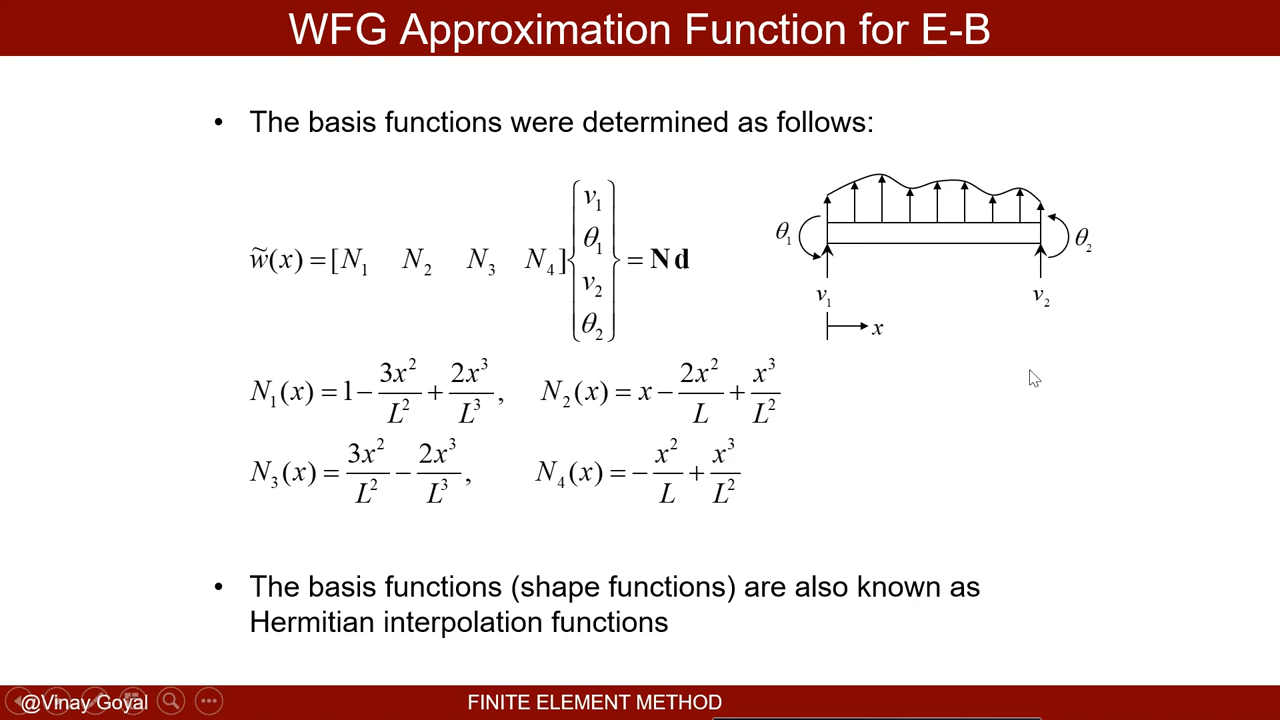 WFG Approximation Function for E-B
• The basis functions were determined as follows:
w̃(x) = [N₁ N₂ N₃ N₄]{v₁ θ₁ v₂ θ₂} = Nd
θ₁ θ₂
v₁ v₂
x
N₁(x) = 1 − 3x²/L² + 2x³/L³, N₂(x) = x − 2x²/L + x³/L²
N₃(x) = 3x²/L² − 2x³/L³, N₄(x) = − x²/L + x³/L²
• The basis functions (shape functions) are also known as
Hermitian interpolation functions
@Vinay Goyal FINITE ELEMENT METHOD